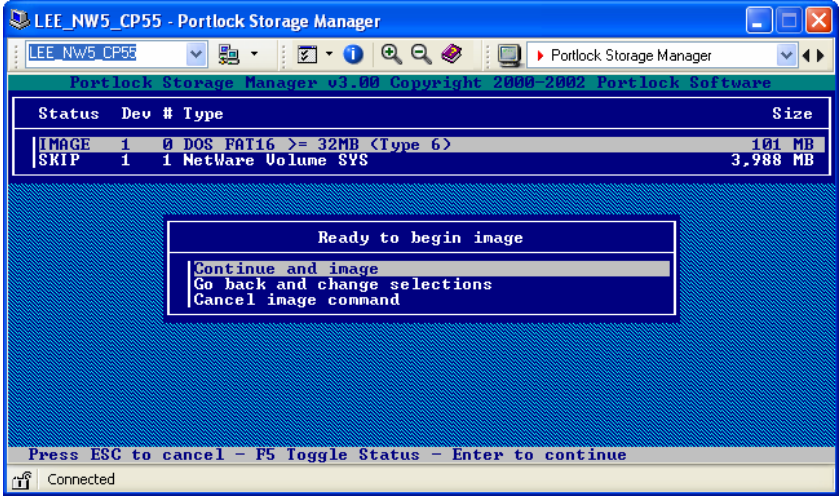 LEE_NW5_CP55 - Portlock Storage Manager
LEE_NW5_CP55 Portlock Storage Manager
Portlock Storage Manager v3.00 Copyright 2000-2002 Portlock Software
Status Dev # Type Size
IMAGE 1 0 DOS FAT16 >= 32MB (Type 6) 101 MB
SKIP 1 1 NetWare Volume SYS 3,988 MB
Ready to begin image
Continue and image
Go back and change selections
Cancel image command
Press ESC to cancel - F5 Toggle Status - Enter to continue
Connected